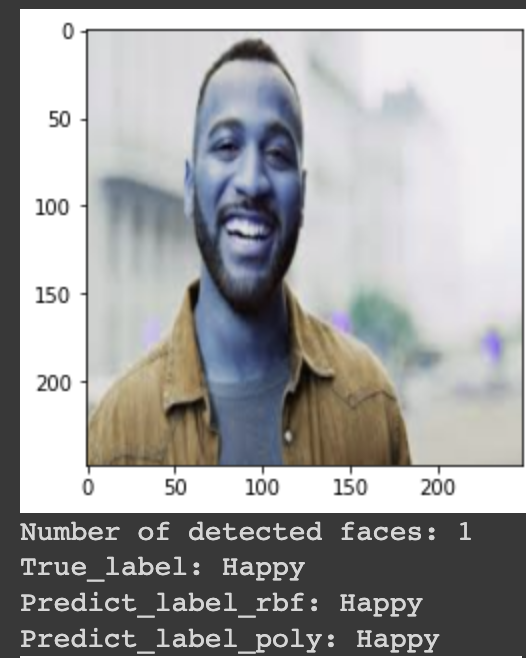 0
50
100
150
200
0 50 100 150 200
Number of detected faces: 1
True_label: Happy
Predict_label_rbf: Happy
Predict_label_poly: Happy